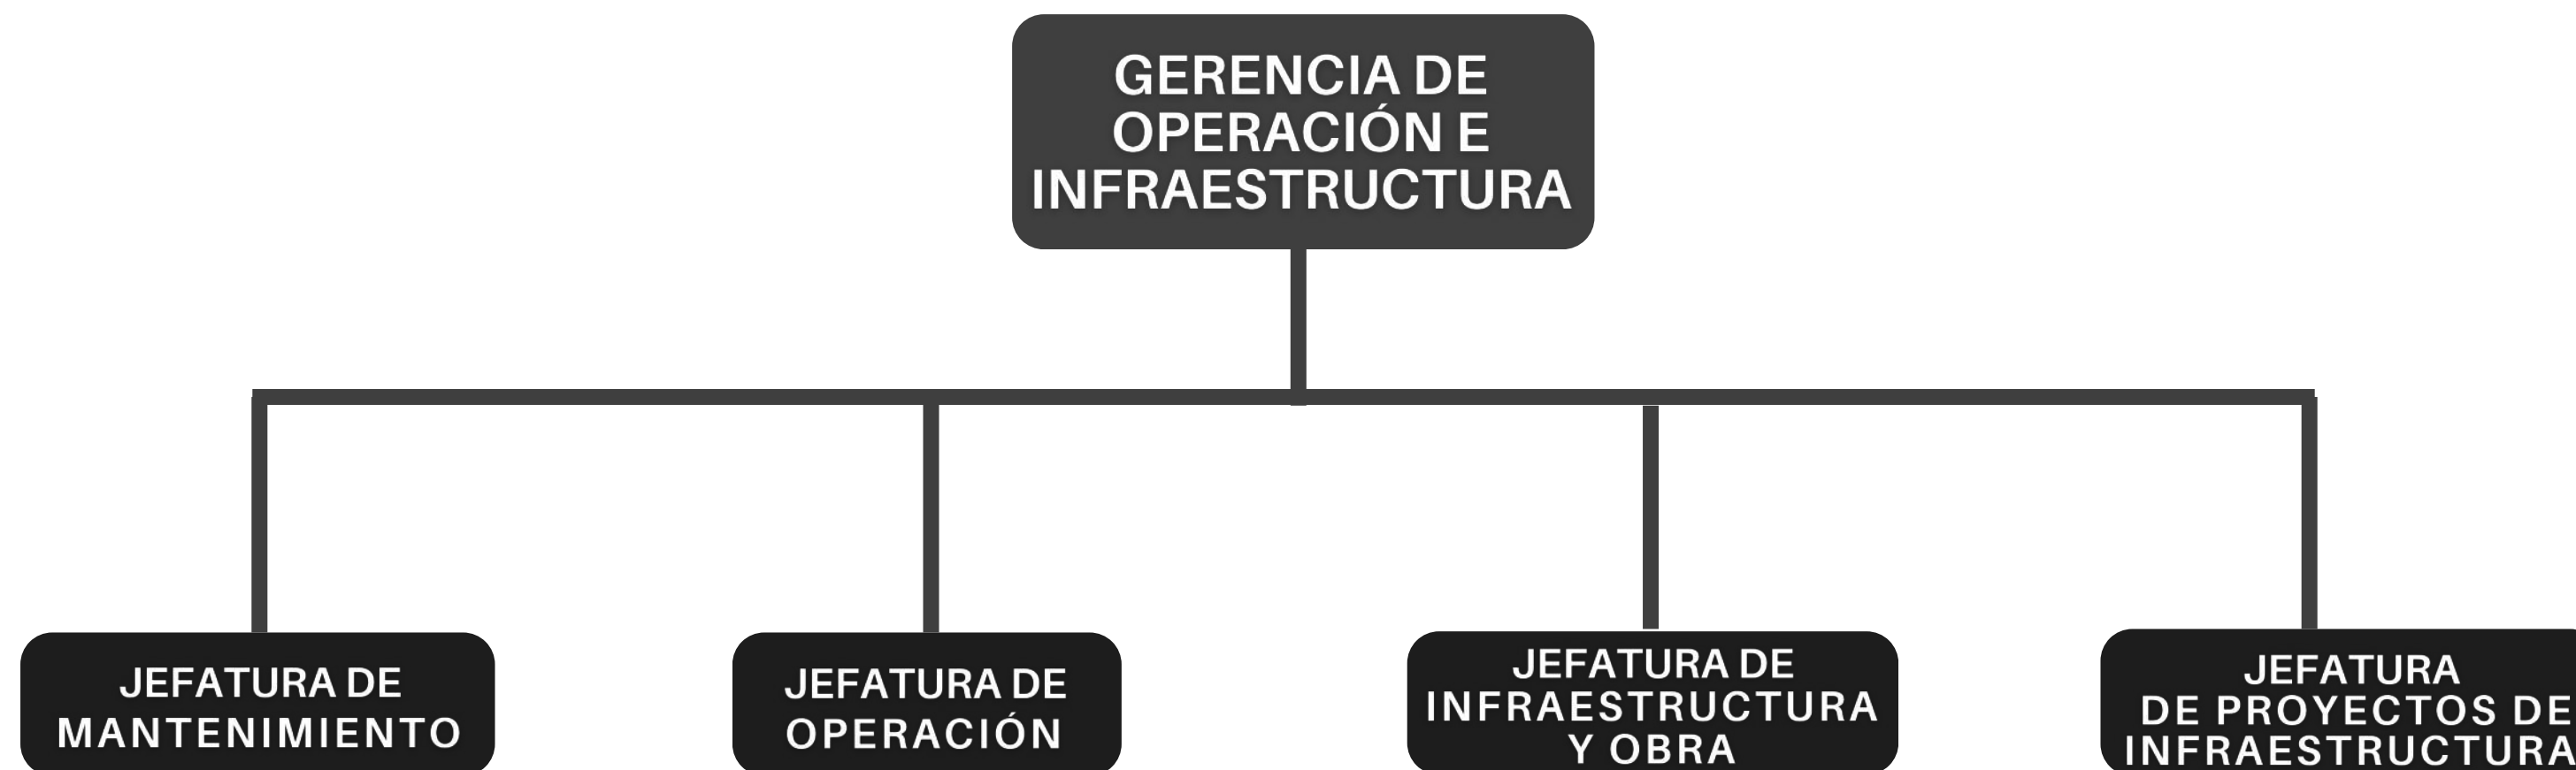 GERENCIA DE
OPERACIÓN E
INFRAESTRUCTURA
JEFATURA DE
MANTENIMIENTO
JEFATURA DE
OPERACIÓN
JEFATURA DE
INFRAESTRUCTURA
Y OBRA
JEFATURA
DE PROYECTOS DE
INFRAESTRUCTURA